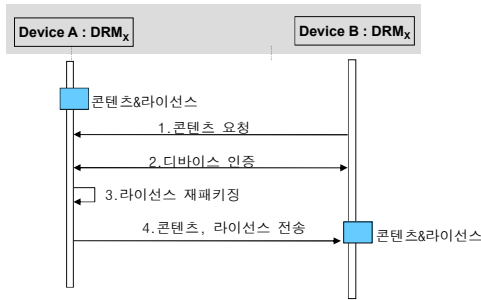 Device A : DRMX
Device B : DRMX
콘텐츠&라이선스
1.콘텐츠 요청
2.디바이스 인증
3.라이선스 재패키징
4.콘텐츠, 라이선스 전송
콘텐츠&라이선스